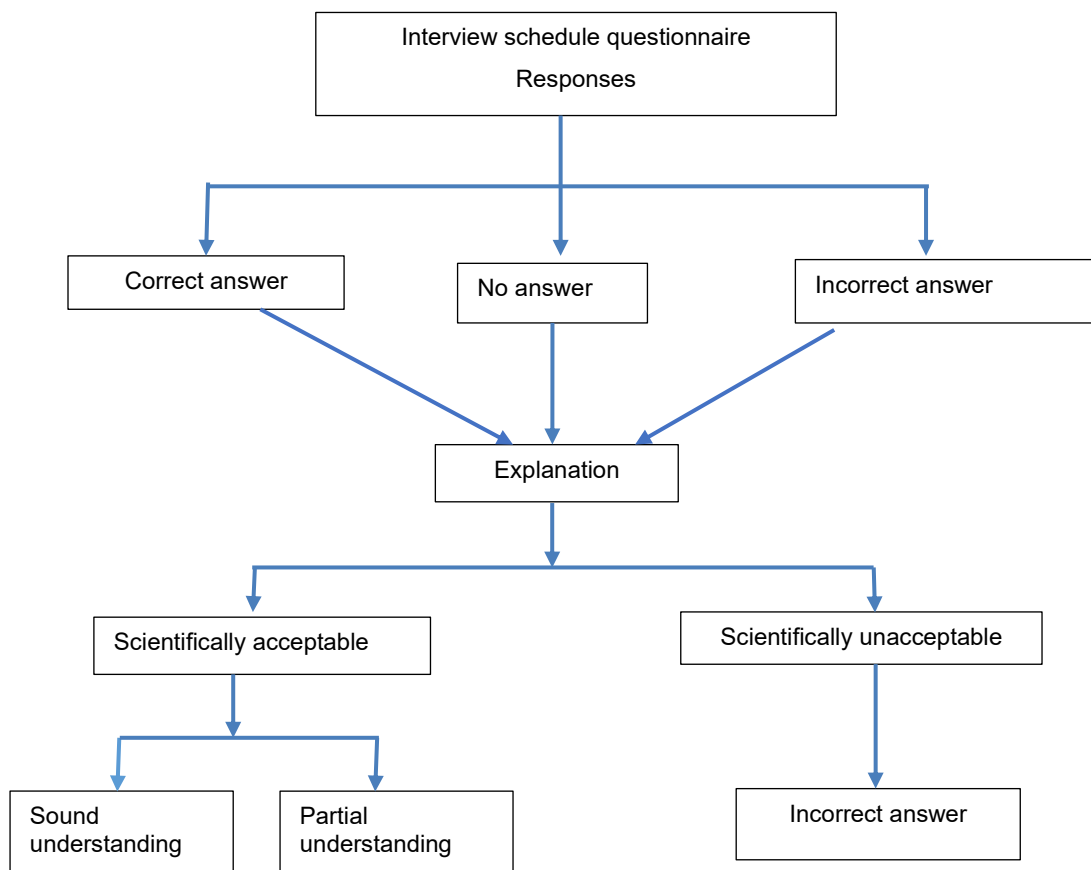 Interview schedule questionnaire
Responses
Correct answer
No answer
Incorrect answer
Explanation
Scientifically acceptable
Scientifically unacceptable
Sound
understanding
Partial
understanding
Incorrect answer